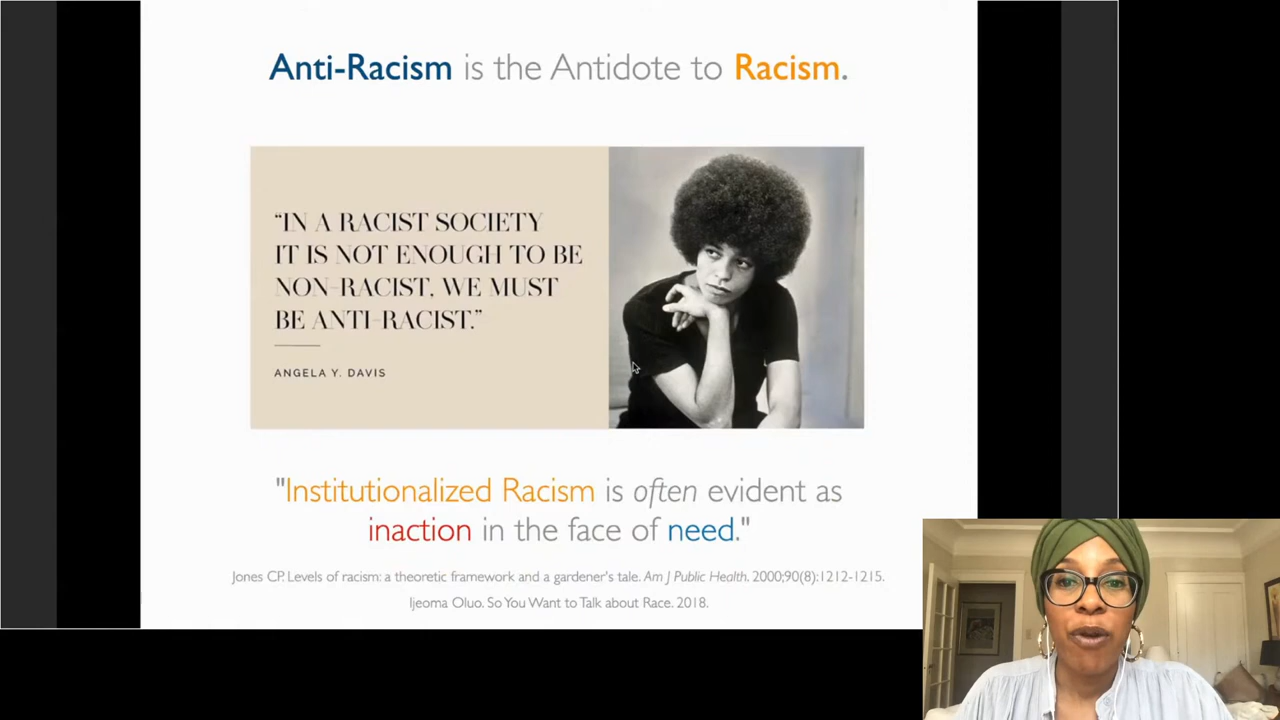 Anti-Racism is the Antidote to Racism.
“IN A RACIST SOCIETY
IT IS NOT ENOUGH TO BE
NON-RACIST, WE MUST
BE ANTI-RACIST.”
ANGELA Y. DAVIS
"Institutionalized Racism is often evident as
inaction in the face of need."
Jones CP. Levels of racism: a theoretic framework and a gardener's tale. Am J Public Health. 2000;90(8):1212-1215.
Ijeoma Oluo. So You Want to Talk about Race. 2018.